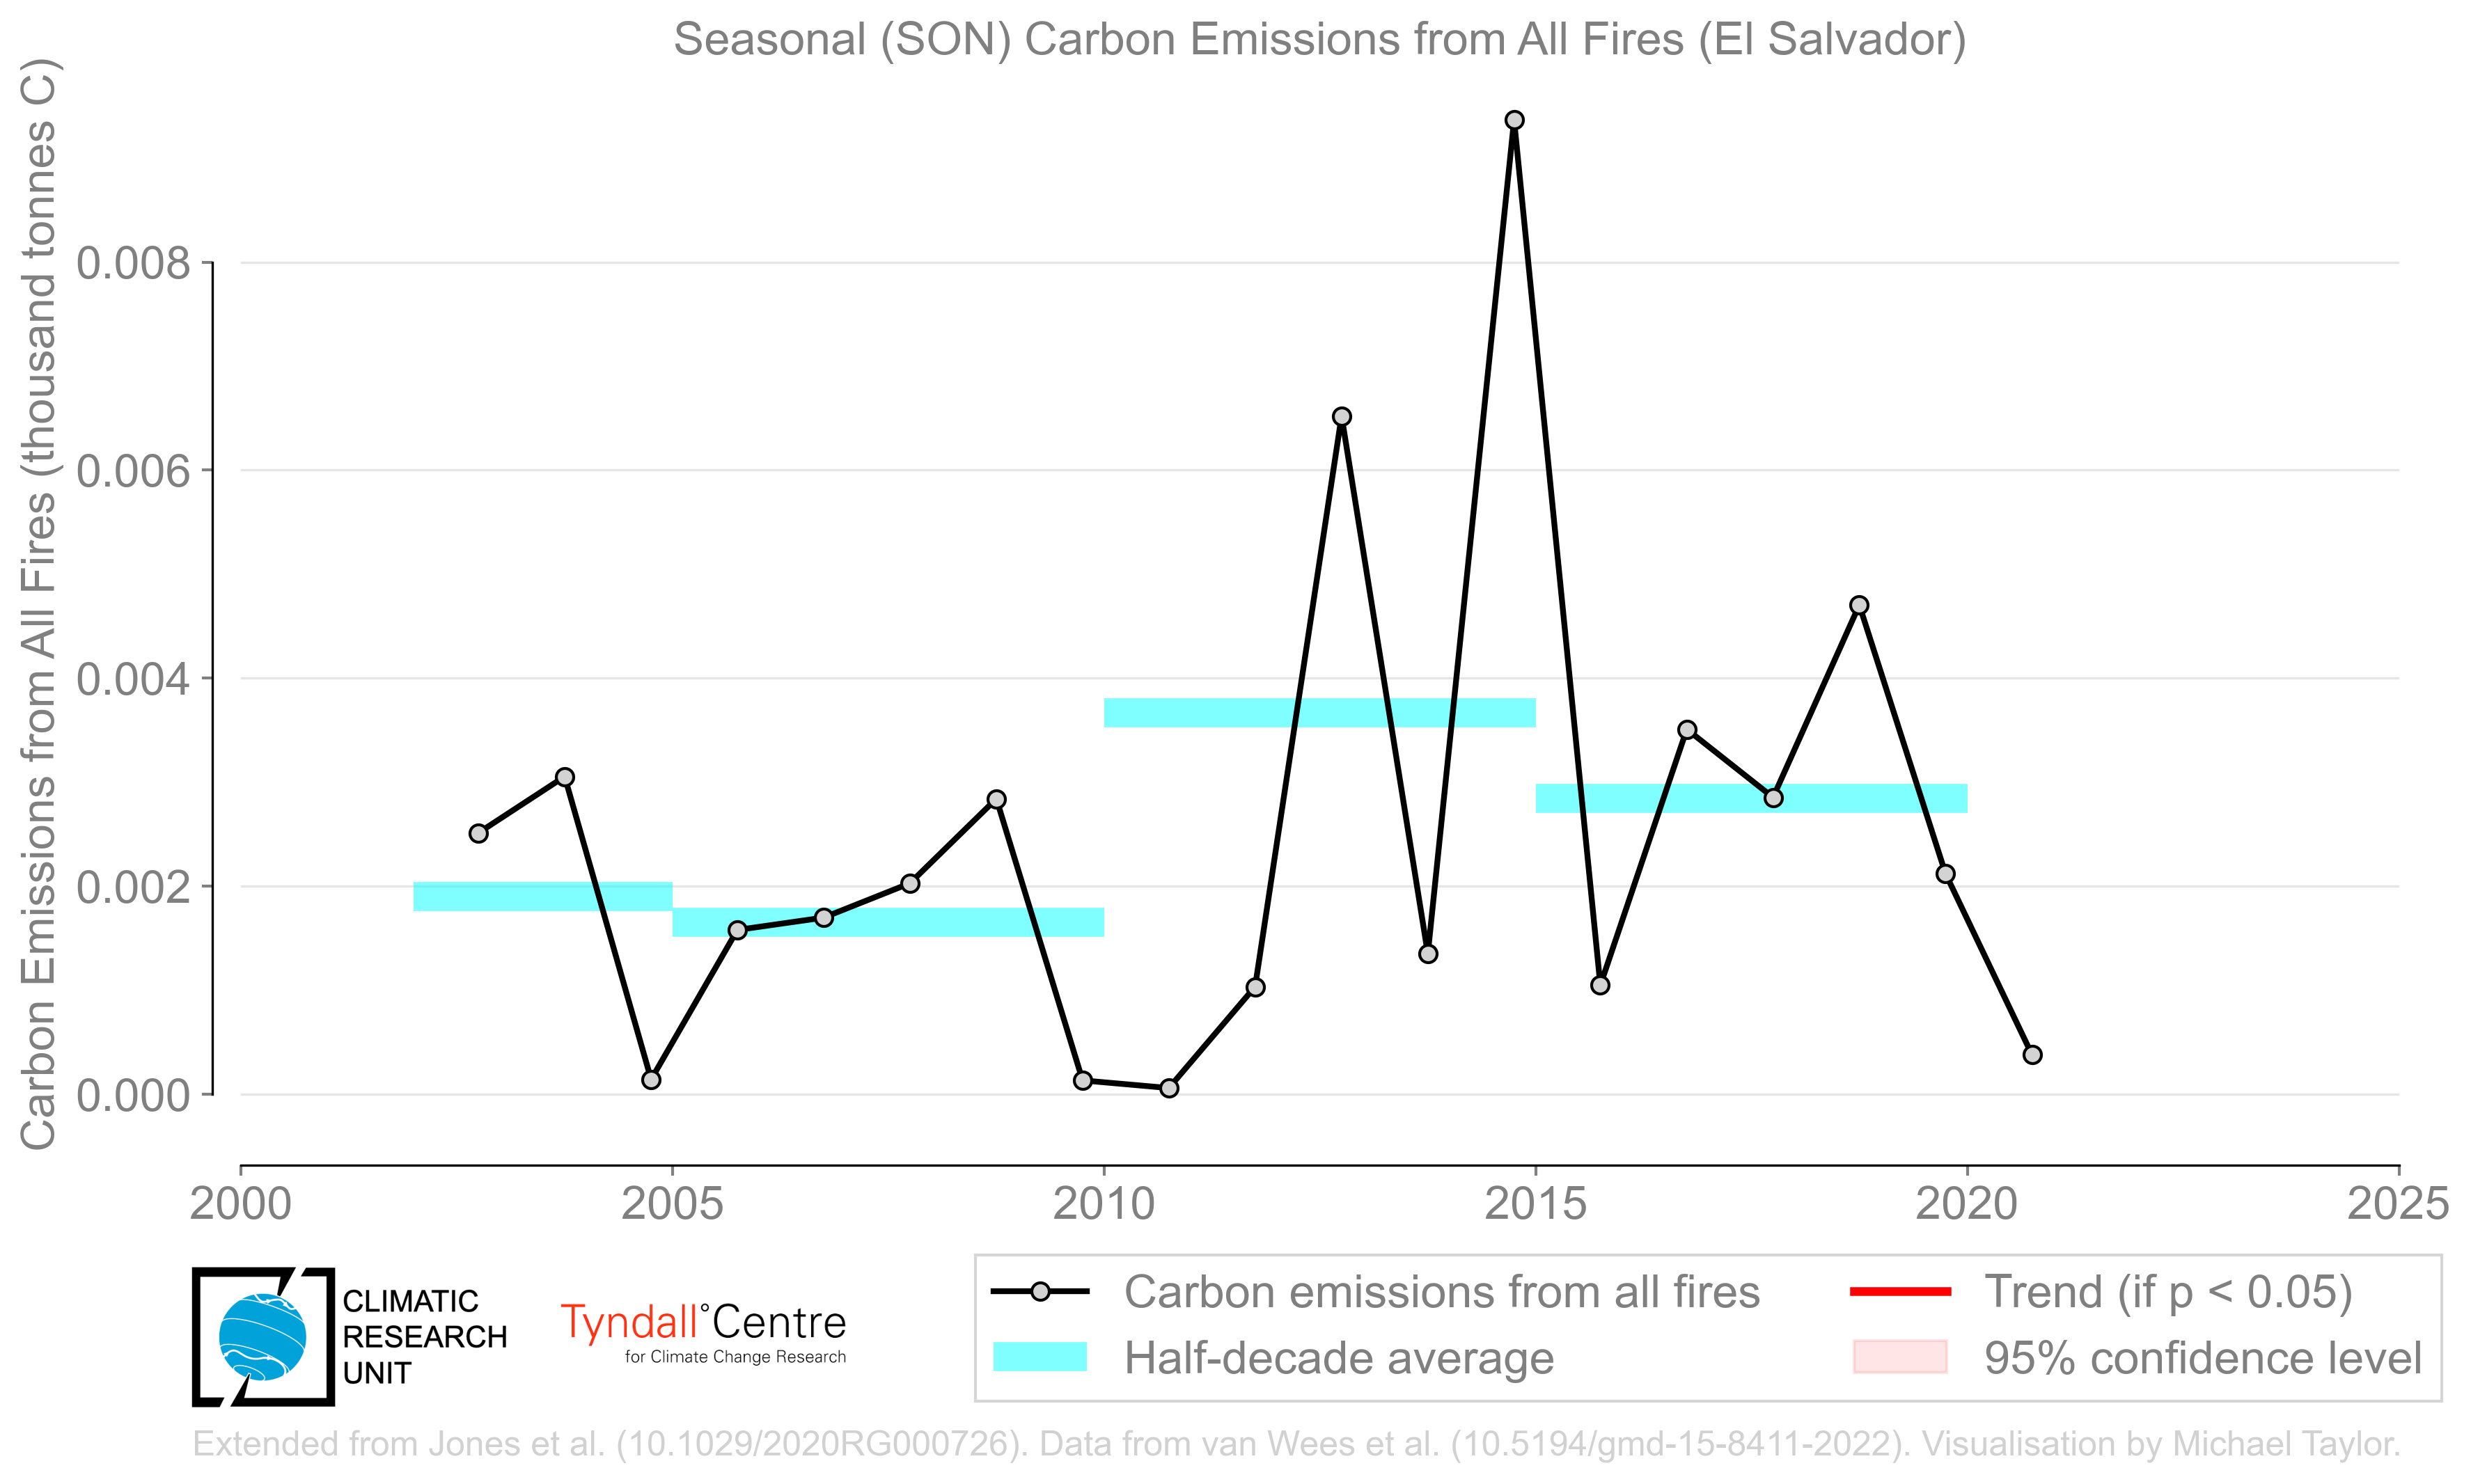 Seasonal (SON) Carbon Emissions from All Fires (El Salvador)
Carbon Emissions from All Fires (thousand tonnes C)
0.008
0.006
0.004
0.002
0.000
2000 2005 2010 2015 2020 2025
CLIMATIC
RESEARCH
UNIT
Tyndall°Centre
for Climate Change Research
Carbon emissions from all fires
Half-decade average
Trend (if p < 0.05)
95% confidence level
Extended from Jones et al. (10.1029/2020RG000726). Data from van Wees et al. (10.5194/gmd-15-8411-2022). Visualisation by Michael Taylor.